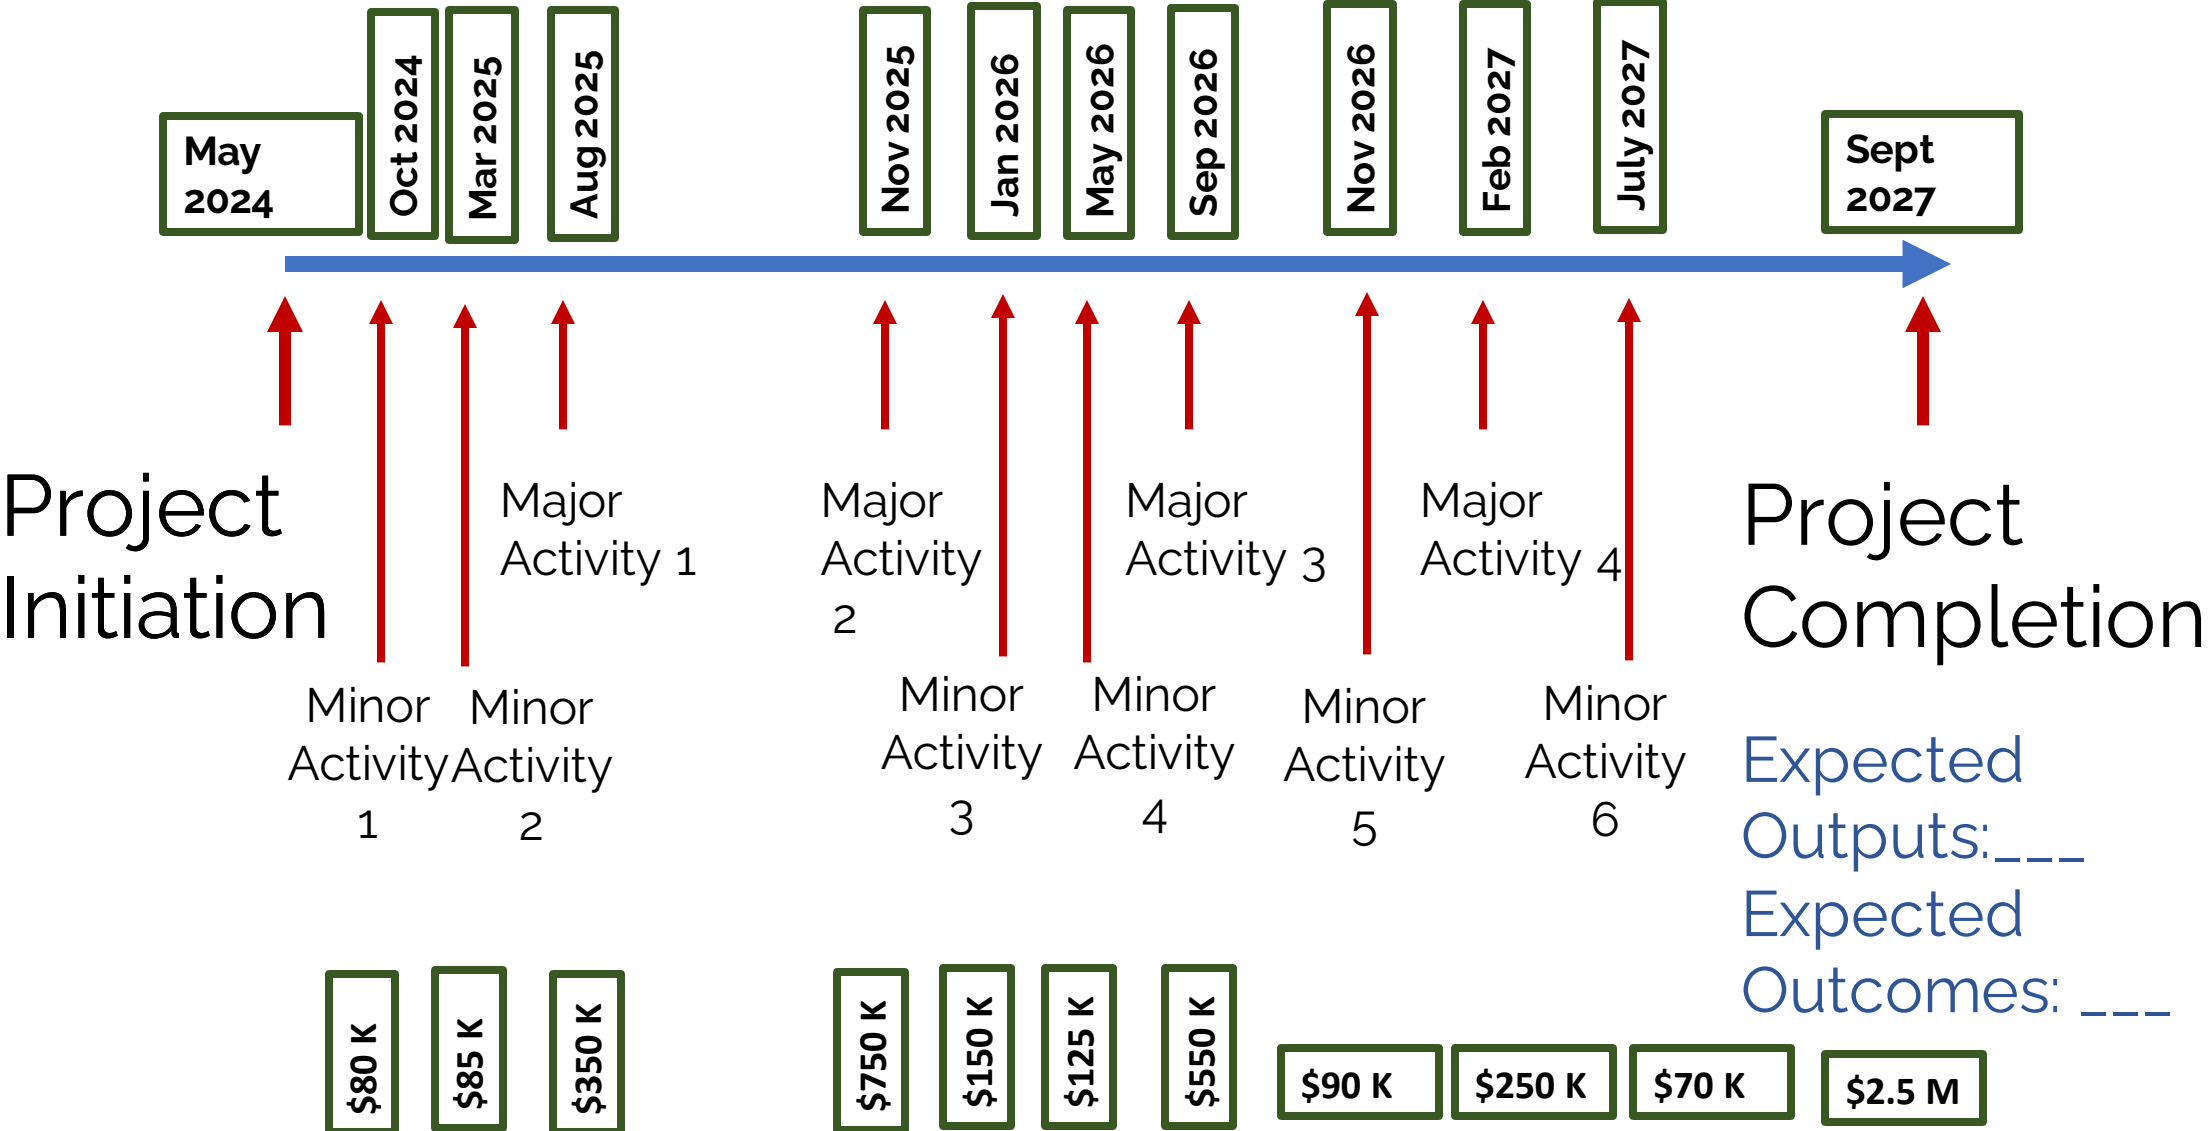 May
2024
Oct 2024
Mar 2025
Aug 2025
Nov 2025
Jan 2026
May 2026
Sep 2026
Nov 2026
Feb 2027
July 2027
Sept
2027
Project
Initiation
Major
Activity 1
Major
Activity
2
Major
Activity 3
Major
Activity 4
Project
Completion
Minor
Activity
1
Minor
Activity
2
Minor
Activity
3
Minor
Activity
4
Minor
Activity
5
Minor
Activity
6
Expected
Outputs:___
Expected
Outcomes: ___
$80 K
$85 K
$350 K
$750 K
$150 K
$125 K
$550 K
$90 K
$250 K
$70 K
$2.5 M